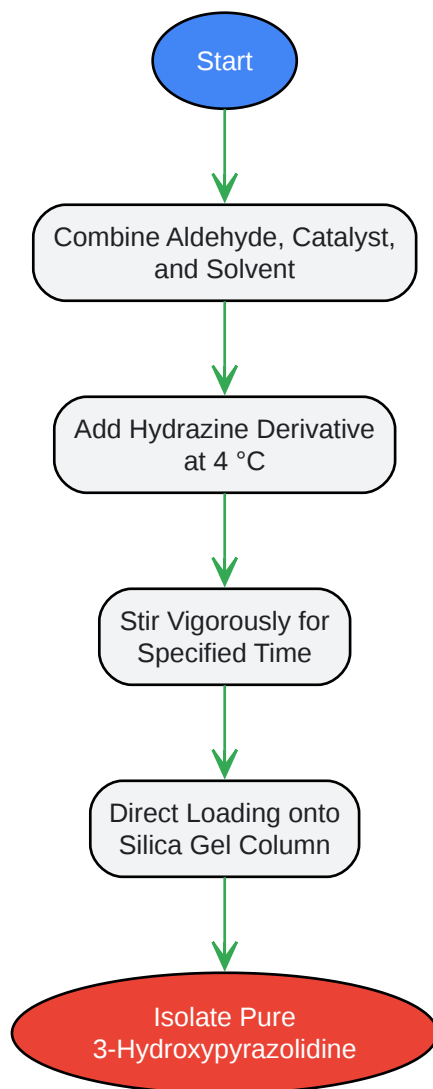 Start
Combine Aldehyde, Catalyst,
and Solvent
Add Hydrazine Derivative
at 4 °C
Stir Vigorously for
Specified Time
Direct Loading onto
Silica Gel Column
Isolate Pure
3-Hydroxypyrazolidine